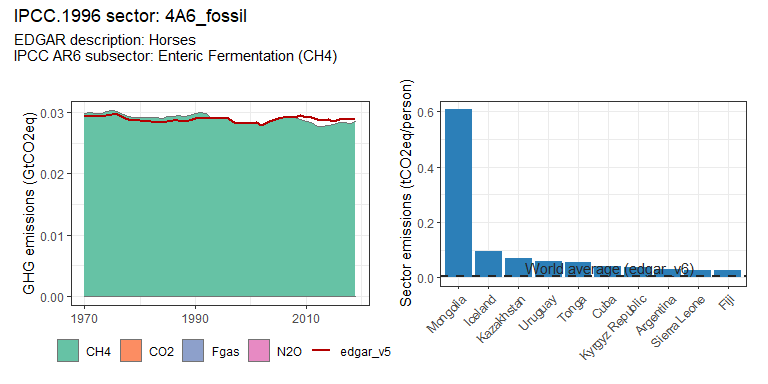 IPCC.1996 sector: 4A6_fossil
EDGAR description: Horses
IPCC AR6 subsector: Enteric Fermentation (CH4)
GHG emissions (GtCO2eq)
0.03
0.02
0.01
0.00
1970
1990
2010
CH4
CO2
Fgas
N2O
edgar_v5
Sector emissions (tCO2eq/person)
0.6
0.4
0.2
0.0
World average (edgar_v6)
Mongolia
Iceland
Kazakhstan
Uruguay
Tonga
Cuba
Kyrgyz Republic
Argentina
Sierra Leone
Fiji